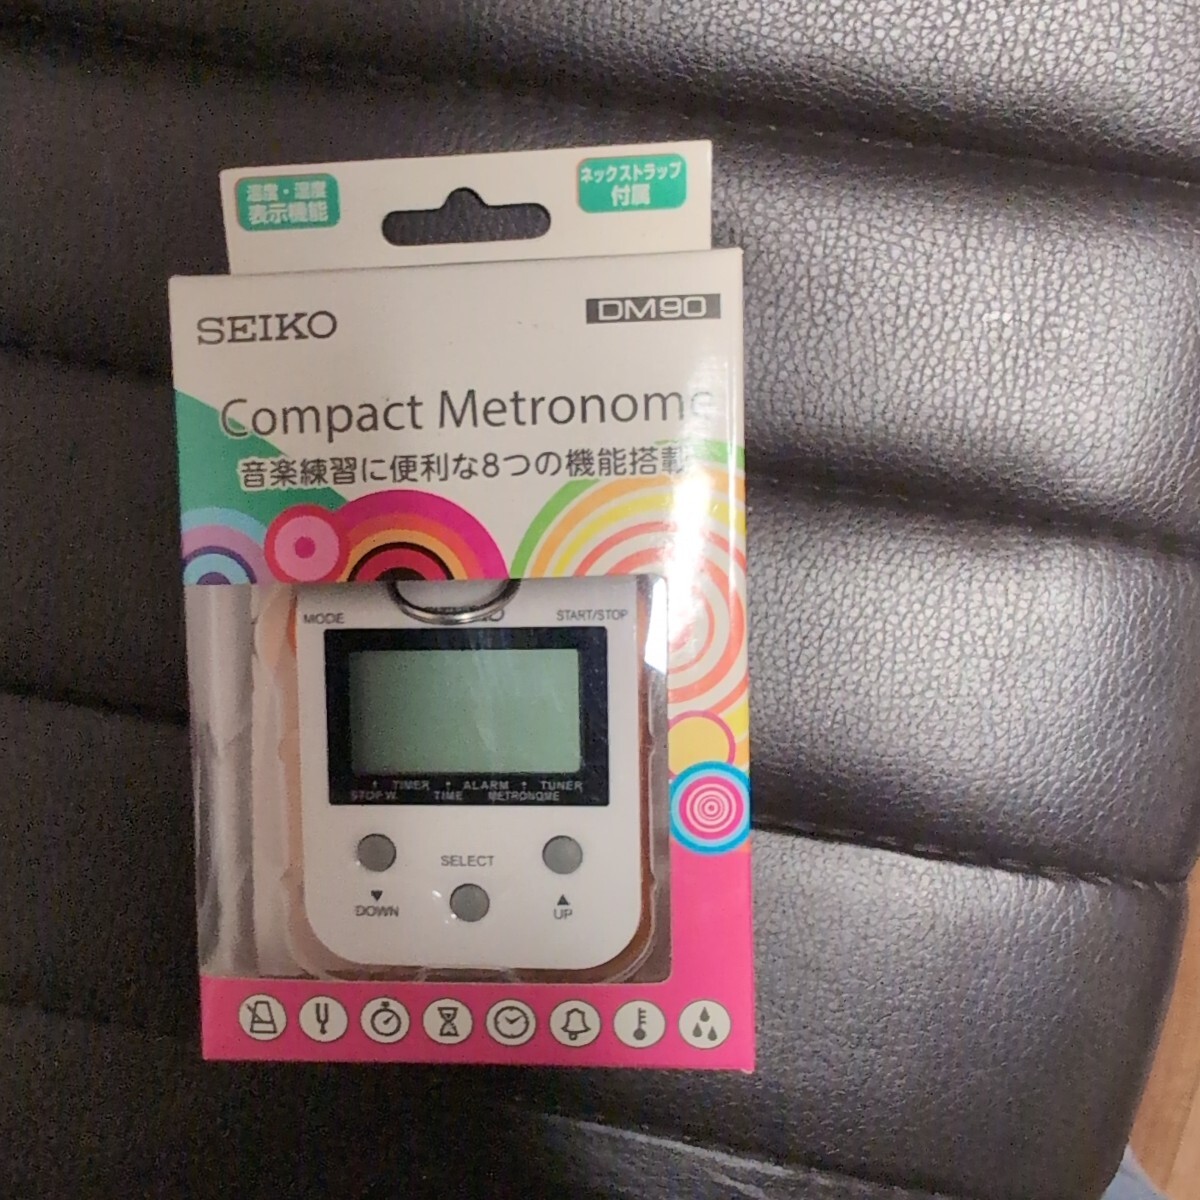 温度・湿度
表示機能
ネックストラップ
付属
SEIKO
DM90
Compact Metronome
音楽練習に便利な8つの機能搭載
MODE
START/STOP
TIMER ALARM TUNER
STOP W TIME METRONOME
SELECT
DOWN
UP